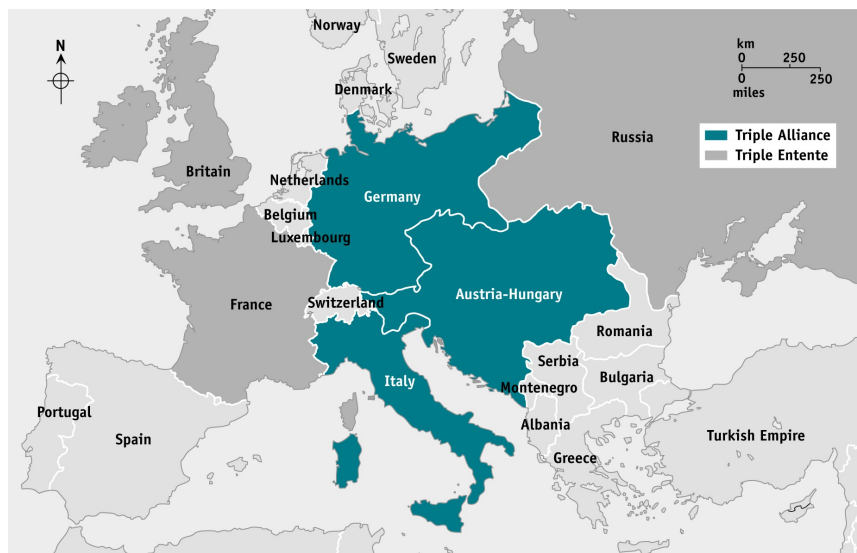 Norway
N
Sweden
km
0 250
0 250
miles
Denmark
Russia
Triple Alliance
Triple Entente
Britain
Netherlands
Germany
Belgium
Luxembourg
France
Switzerland
Austria-Hungary
Romania
Serbia
Bulgaria
Italy
Montenegro
Portugal
Spain
Albania
Turkish Empire
Greece